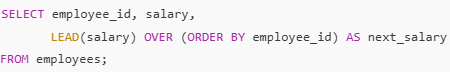 SELECT employee_id, salary,
LEAD(salary) OVER (ORDER BY employee_id) AS next_salary
FROM employees;